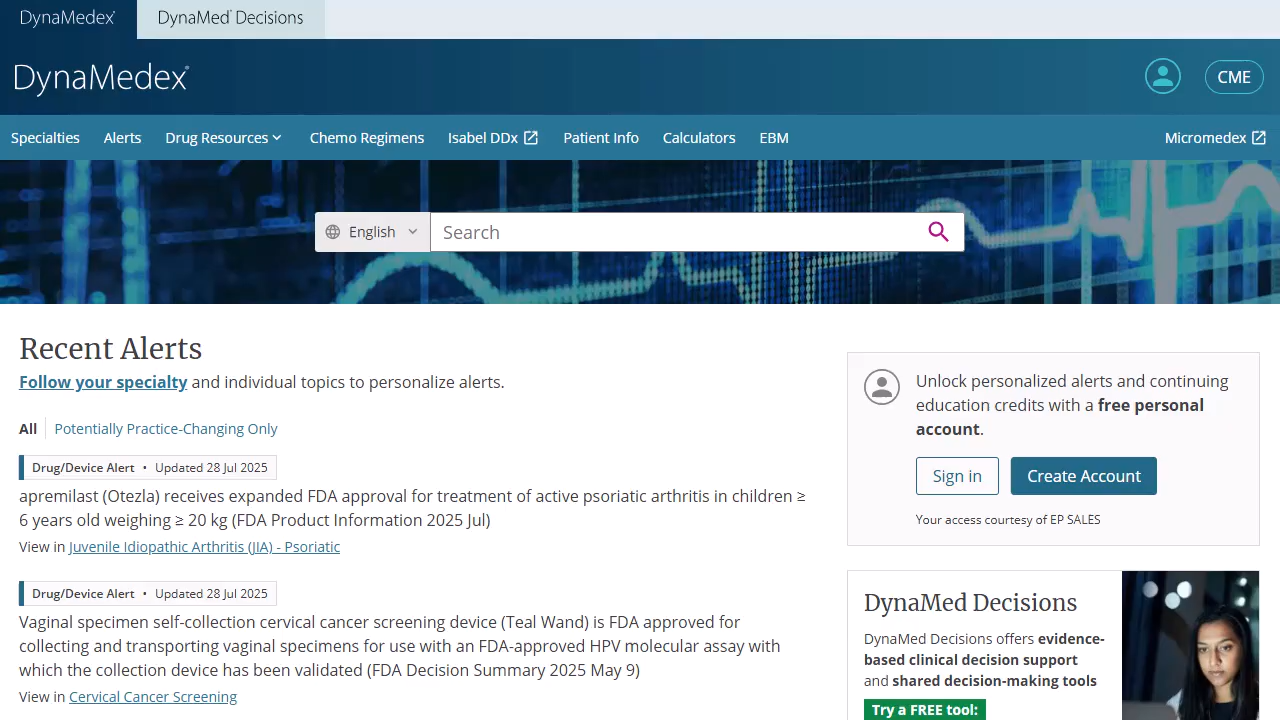 DynaMedex®
DynaMed® Decisions
DynaMedex®
CME
Specialties
Alerts
Drug Resources
Chemo Regimens
Isabel DDx
Patient Info
Calculators
EBM
Micromedex
English
Search
Recent Alerts
Follow your specialty and individual topics to personalize alerts.
All
Potentially Practice-Changing Only
Drug/Device Alert • Updated 28 Jul 2025
apremilast (Otezla) receives expanded FDA approval for treatment of active psoriatic arthritis in children ≥
6 years old weighing ≥ 20 kg (FDA Product Information 2025 Jul)
View in Juvenile Idiopathic Arthritis (JIA) - Psoriatic
Drug/Device Alert • Updated 28 Jul 2025
Vaginal specimen self-collection cervical cancer screening device (Teal Wand) is FDA approved for
collecting and transporting vaginal specimens for use with an FDA-approved HPV molecular assay with
which the collection device has been validated (FDA Decision Summary 2025 May 9)
View in Cervical Cancer Screening
Unlock personalized alerts and continuing
education credits with a free personal
account.
Sign in
Create Account
Your access courtesy of EP SALES
DynaMed Decisions
DynaMed Decisions offers evidence-
based clinical decision support
and shared decision-making tools
Try a FREE tool: